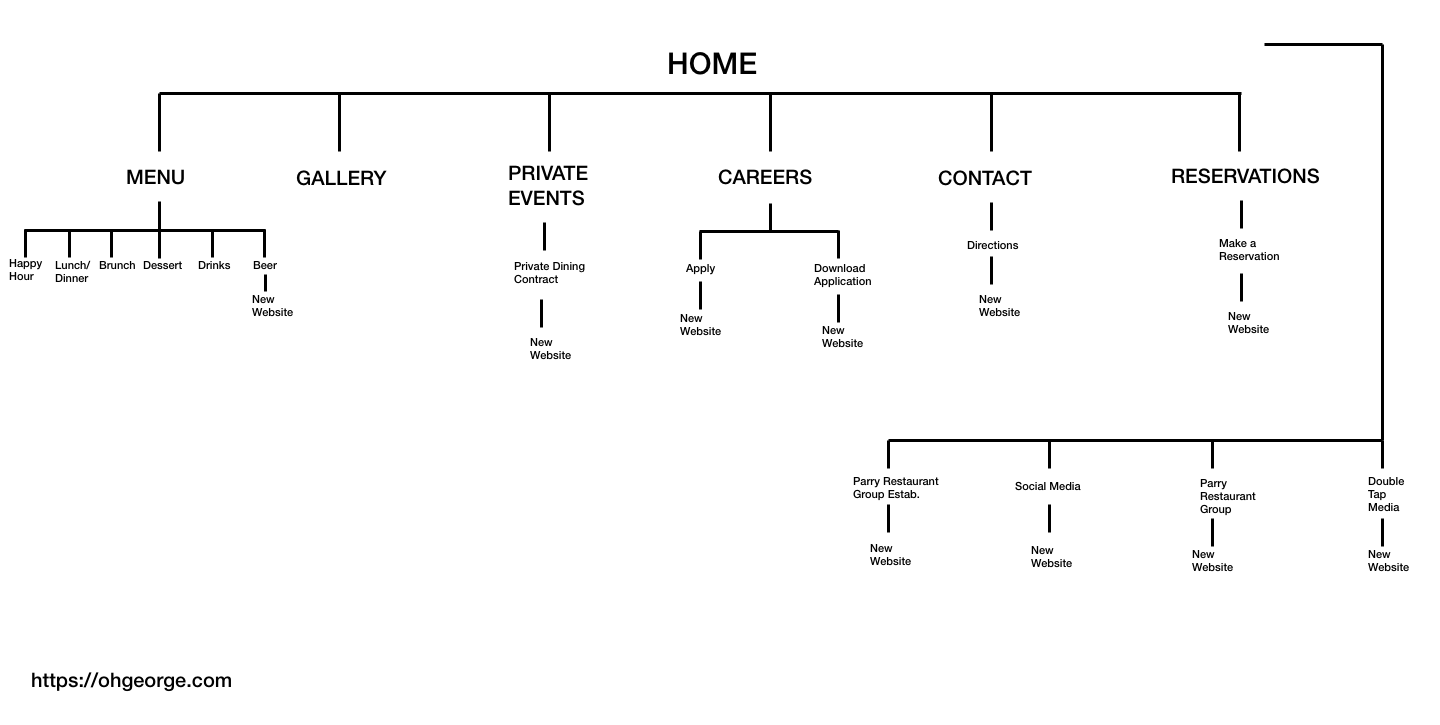 HOME
MENU
GALLERY
PRIVATE
EVENTS
CAREERS
CONTACT
RESERVATIONS
Happy
Hour
Lunch/
Dinner
Brunch
Dessert
Drinks
Beer
New
Website
Private Dining
Contract
New
Website
Apply
New
Website
Download
Application
New
Website
Directions
New
Website
Make a
Reservation
New
Website
Parry Restaurant
Group Estab.
New
Website
Social Media
New
Website
Parry
Restaurant
Group
New
Website
Double
Tap
Media
New
Website
https://ohgeorge.com